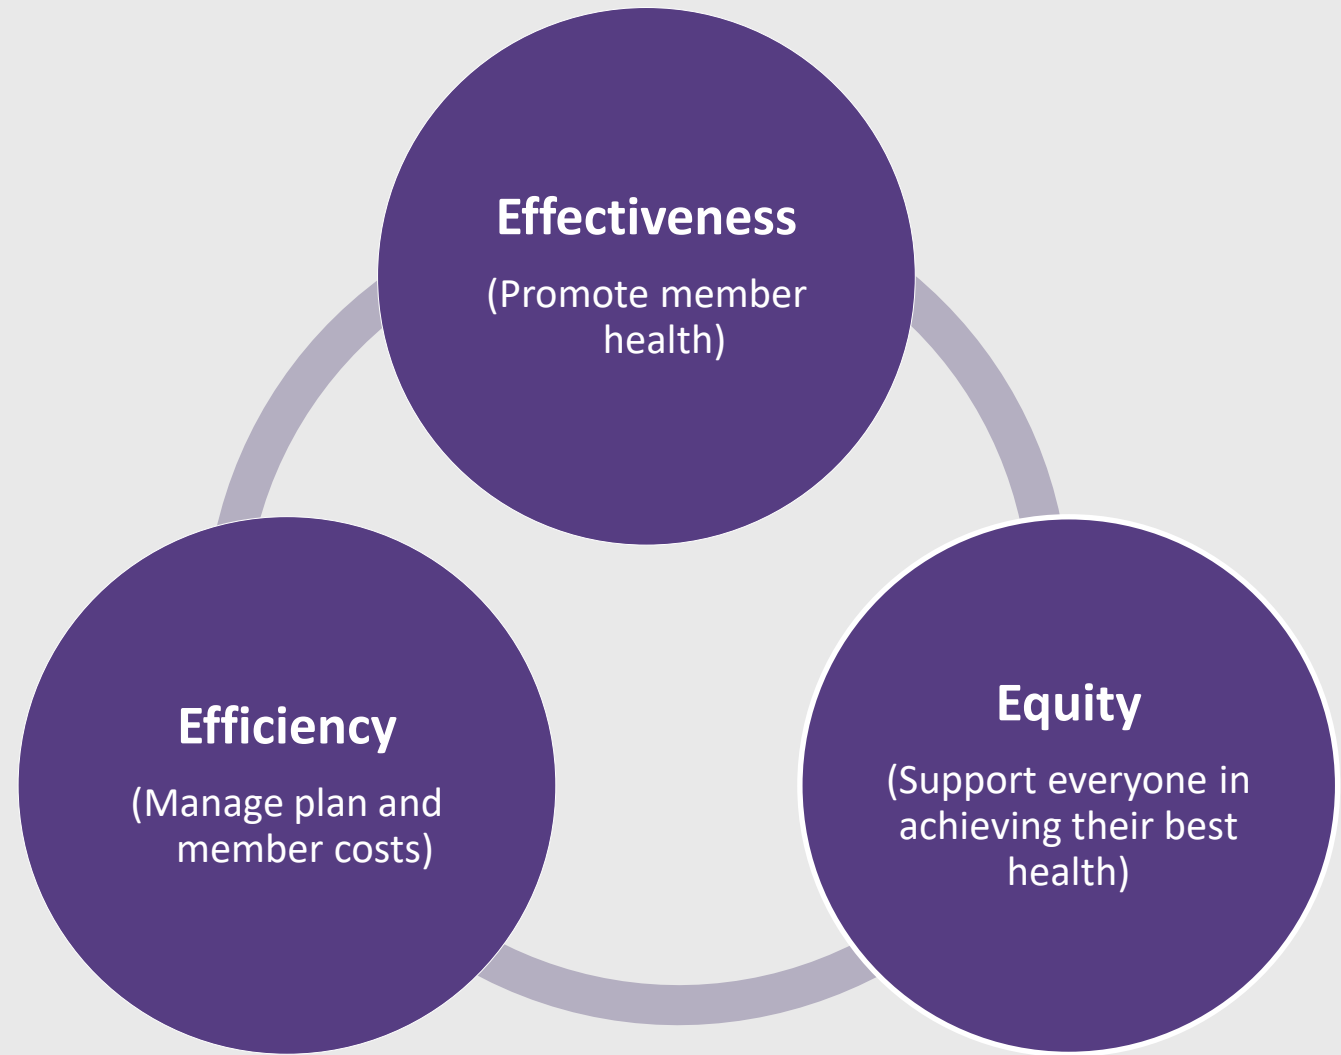 Effectiveness
(Promote member
health)
Efficiency
(Manage plan and
member costs)
Equity
(Support everyone in
achieving their best
health)